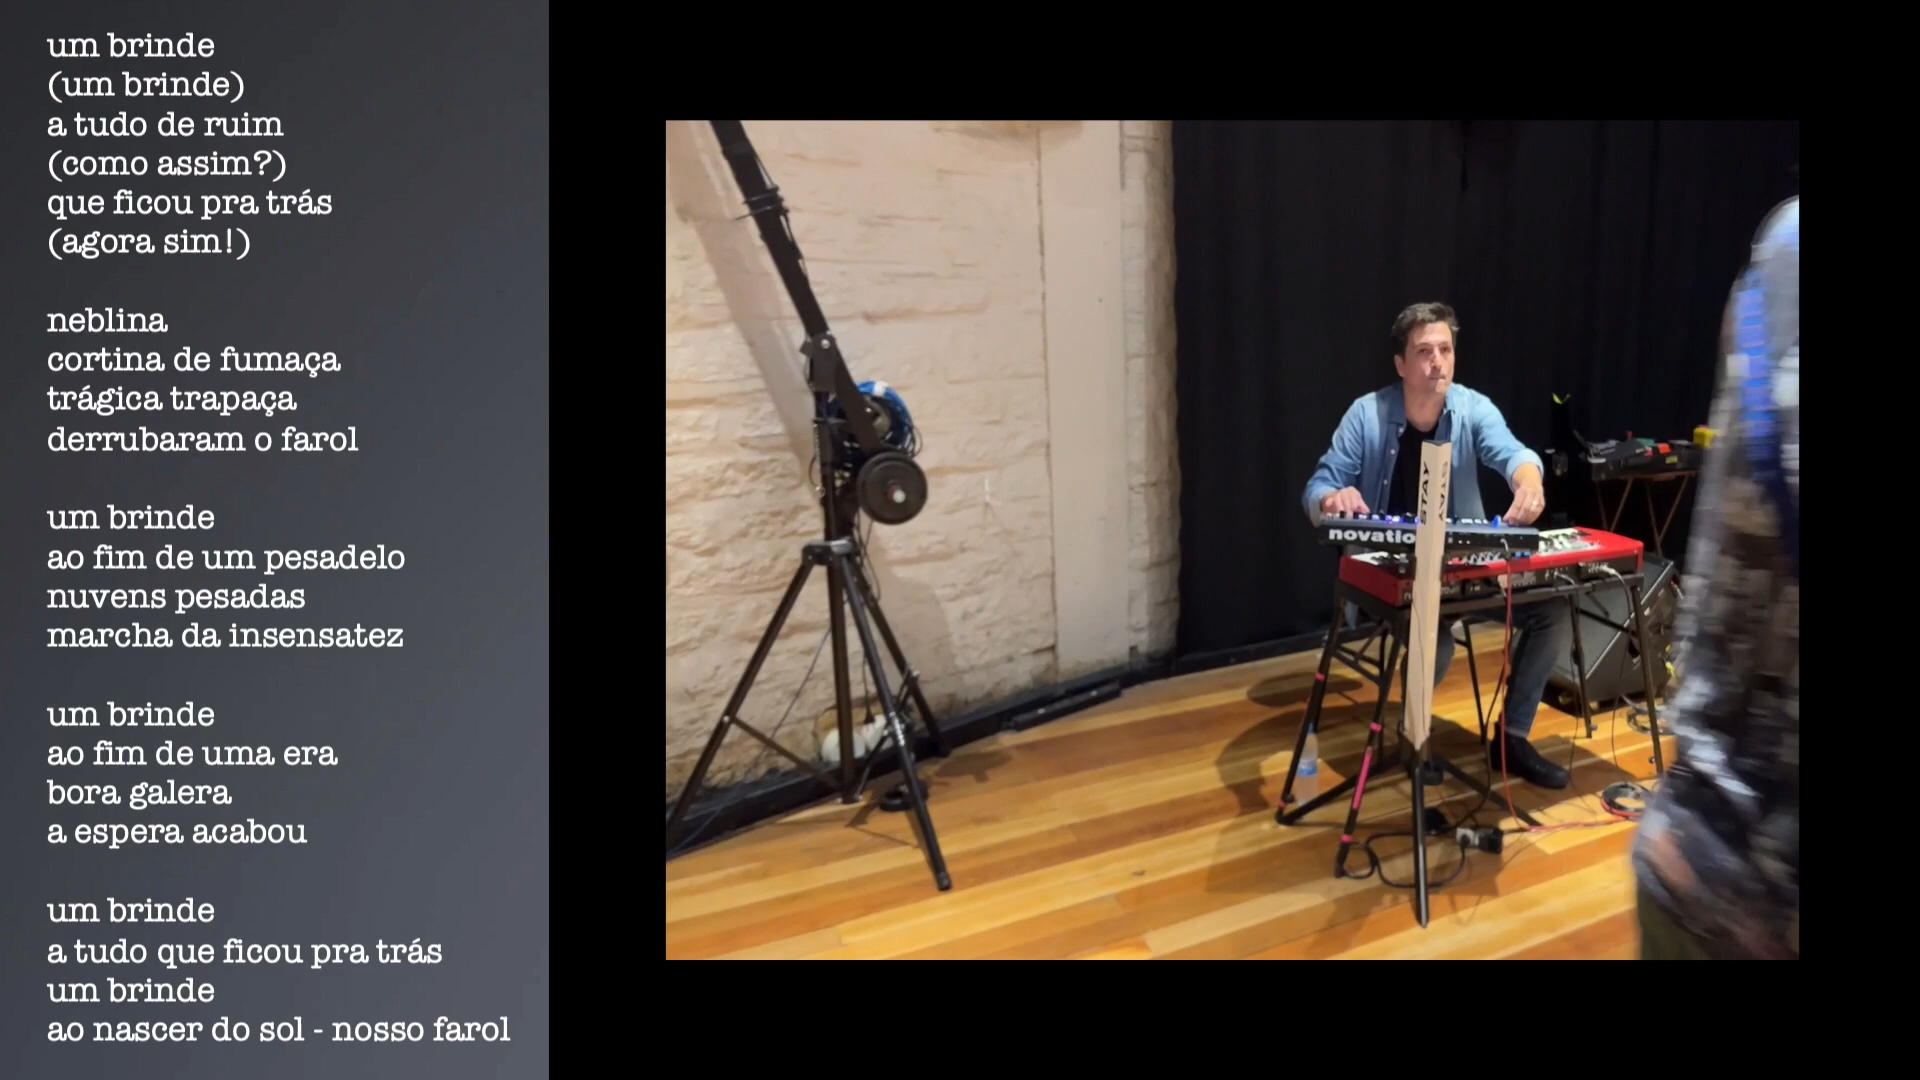 um brinde
(um brinde)
a tudo de ruim
(como assim?)
que ficou pra trás
(agora sim!)
neblina
cortina de fumaça
trágica trapaça
derrubaram o farol
um brinde
ao fim de um pesadelo
nuvens pesadas
marcha da insensatez
um brinde
ao fim de uma era
bora galera
a espera acabou
um brinde
a tudo que ficou pra trás
um brinde
ao nascer do sol - nosso farol
STAY
STAY
novatio